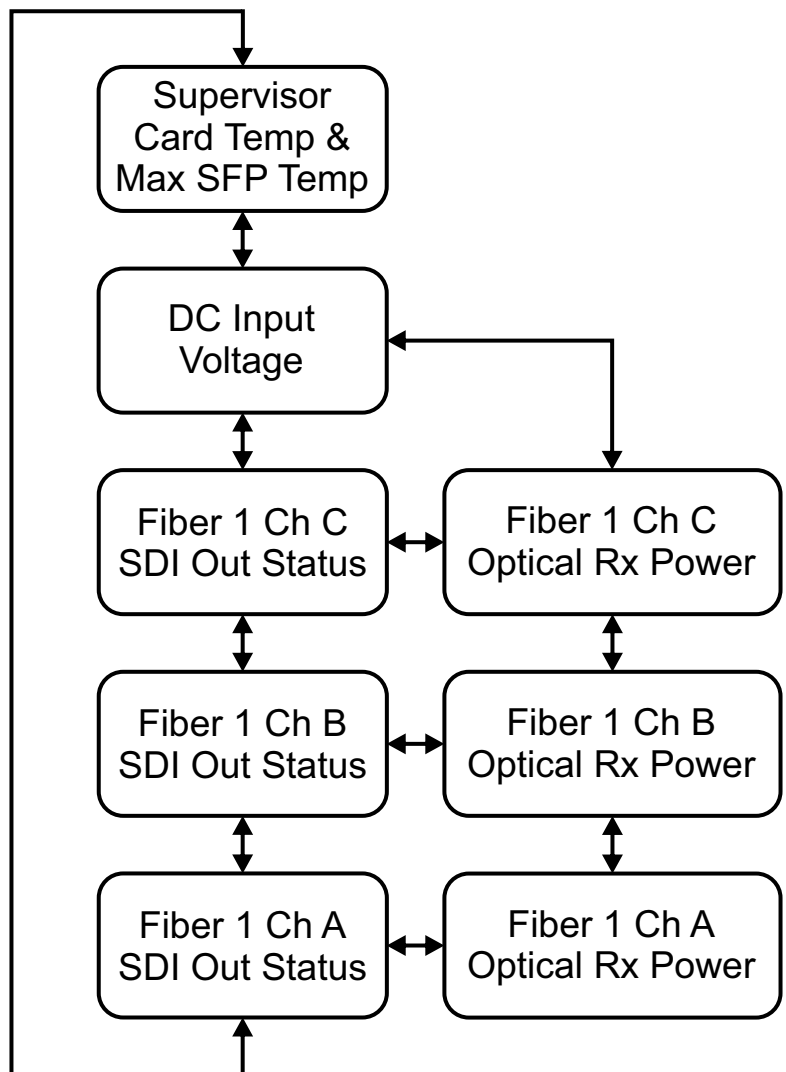 Supervisor
Card Temp &
Max SFP Temp
DC Input
Voltage
Fiber 1 Ch C
SDI Out Status
Fiber 1 Ch C
Optical Rx Power
Fiber 1 Ch B
SDI Out Status
Fiber 1 Ch B
Optical Rx Power
Fiber 1 Ch A
SDI Out Status
Fiber 1 Ch A
Optical Rx Power